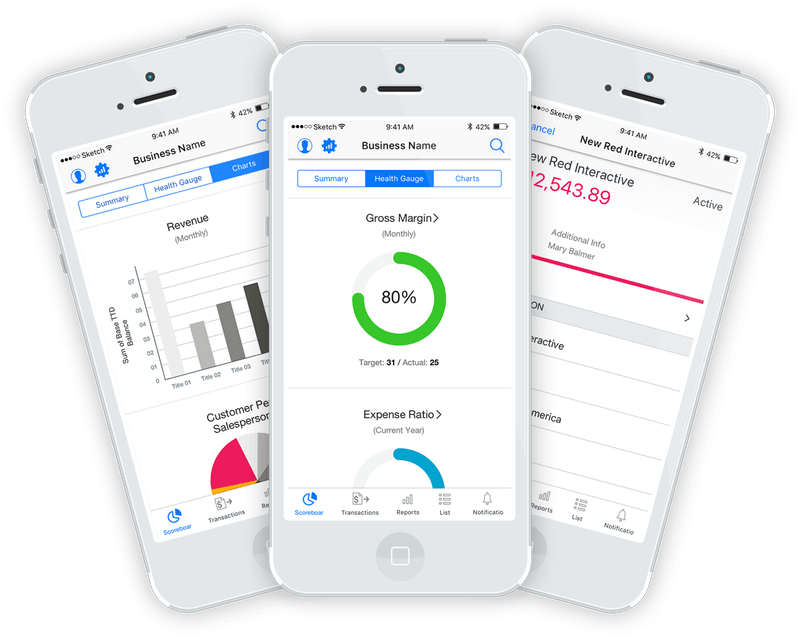 ●●●○○ Sketch
9:41 AM
42%
Business Name
Summary
Health Gauge
Charts
Revenue
(Monthly)
Sum of Base TTD
Balance
07
06
05
04
03
02
01
0
Title 01
Title 02
Title 03
Title
Customer Pe
Salesperson
Scoreboar
Transactions
Re
●●●○○ Sketch
9:41 AM
42%
Business Name
Summary
Health Gauge
Charts
Gross Margin>
(Monthly)
80%
Target: 31 / Actual: 25
Expense Ratio>
(Current Year)
Scoreboar
Transactions
Reports
List
Notificatio
Sketch
9:41 AM
42%
ancel
New Red Interactive
ew Red Interactive
2,543.89
Active
Additional Info
Mary Balmer
ON
eractive
merica
Reports
List
Notificatio